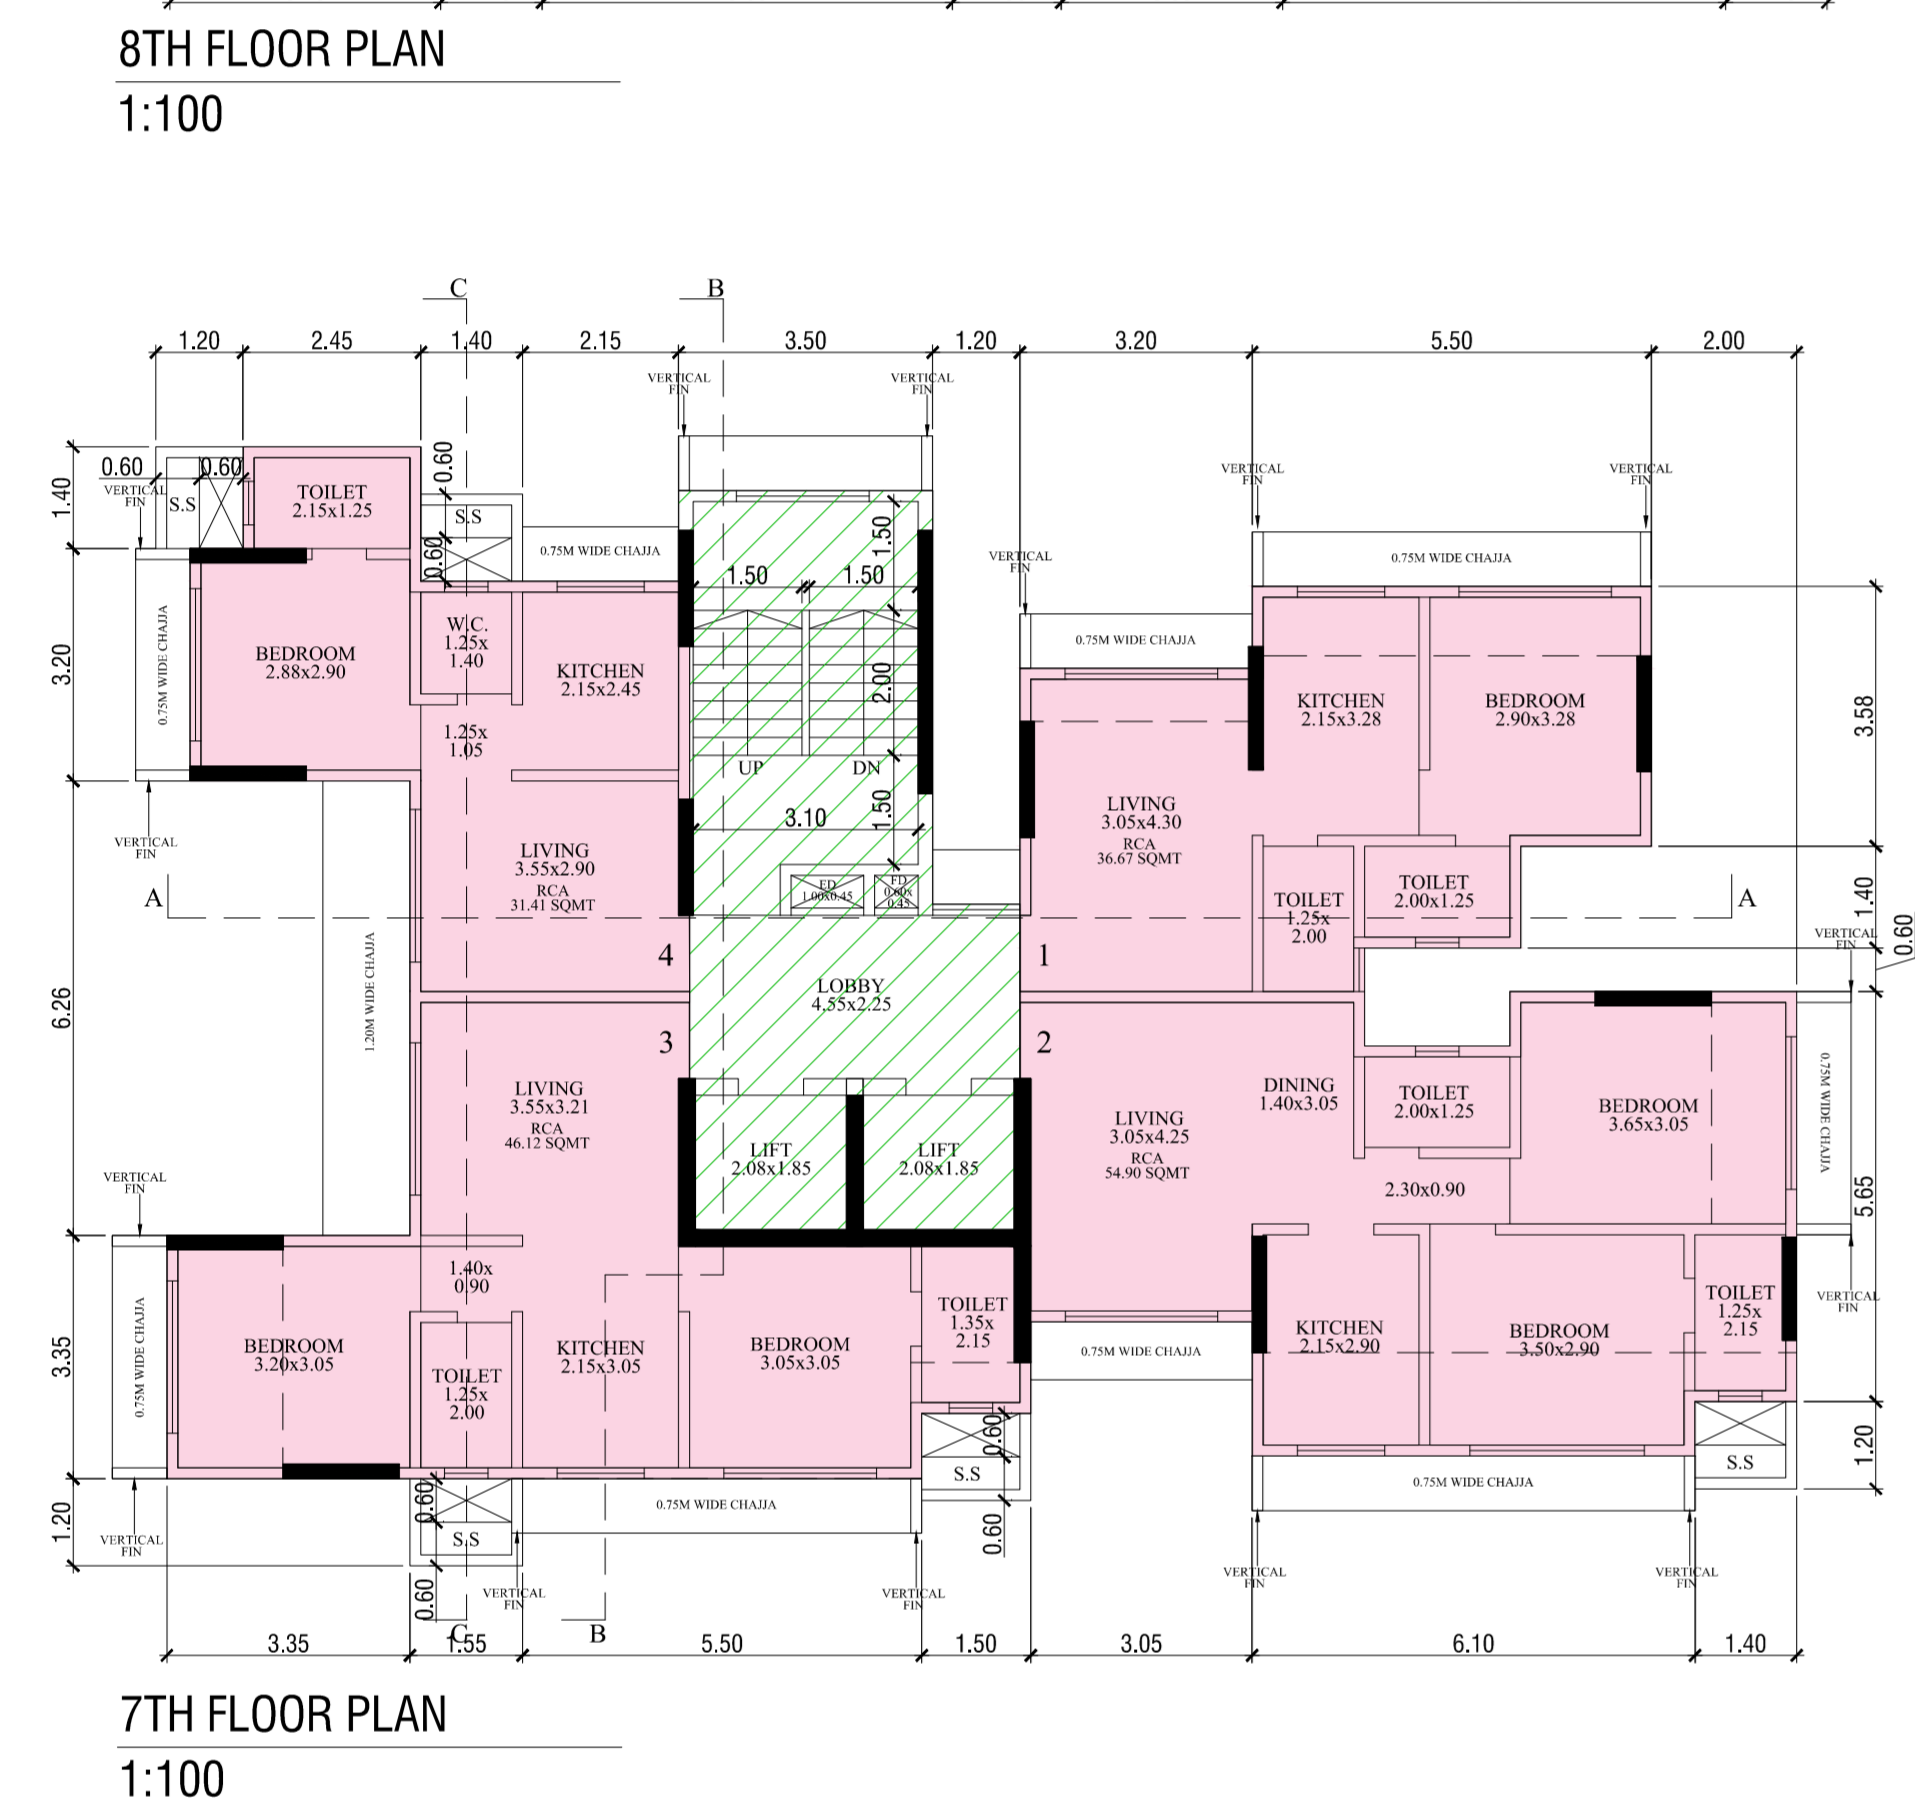 8TH FLOOR PLAN
1:100
C
B
1.20
2.45
1.40
2.15
3.50
1.20
3.20
5.50
2.00
VERTICAL
FIN
VERTICAL
FIN
VERTICAL
FIN
VERTICAL
FIN
VERTICAL
FIN
VERTICAL
FIN
0.60
0.60
0.60
1.40
S.S
TOILET
2.15x1.25
S.S
0.60
0.75M WIDE CHAJJA
1.50
1.50
1.50
0.75M WIDE CHAJJA
0.75M WIDE CHAJJA
3.20
0.75M WIDE CHAJJA
BEDROOM
2.88x2.90
W.C.
1.25x
1.40
KITCHEN
2.15x2.45
2.00
KITCHEN
2.15x3.28
BEDROOM
2.90x3.28
3.58
1.25x
1.05
UP
DN
1.50
3.10
VERTICAL
FIN
LIVING
3.55x2.90
RCA
31.41 SQMT
LIVING
3.05x4.30
RCA
36.67 SQMT
ED
1.00x0.45
FD
0.60x
0.45
A
TOILET
1.25x
2.00
TOILET
2.00x1.25
A
1.40
0.60
VERTICAL
FIN
4
1
1.20M WIDE CHAJJA
6.26
LOBBY
4.55x2.25
3
2
LIVING
3.55x3.21
RCA
46.12 SQMT
LIFT
2.08x1.85
LIFT
2.08x1.85
LIVING
3.05x4.25
RCA
54.90 SQMT
DINING
1.40x3.05
TOILET
2.00x1.25
BEDROOM
3.65x3.05
0.75M WIDE CHAJJA
VERTICAL
FIN
2.30x0.90
5.65
1.40x
0.90
VERTICAL
FIN
3.35
0.75M WIDE CHAJJA
BEDROOM
3.20x3.05
TOILET
1.25x
2.00
KITCHEN
2.15x3.05
BEDROOM
3.05x3.05
TOILET
1.35x
2.15
0.75M WIDE CHAJJA
KITCHEN
2.15x2.90
BEDROOM
3.50x2.90
TOILET
1.25x
2.15
0.60
S.S
0.60
S.S
1.20
1.20
0.60
S.S
0.60
0.75M WIDE CHAJJA
0.75M WIDE CHAJJA
VERTICAL
FIN
VERTICAL
FIN
VERTICAL
FIN
VERTICAL
FIN
VERTICAL
FIN
C
B
3.35
1.55
5.50
1.50
3.05
6.10
1.40
7TH FLOOR PLAN
1:100